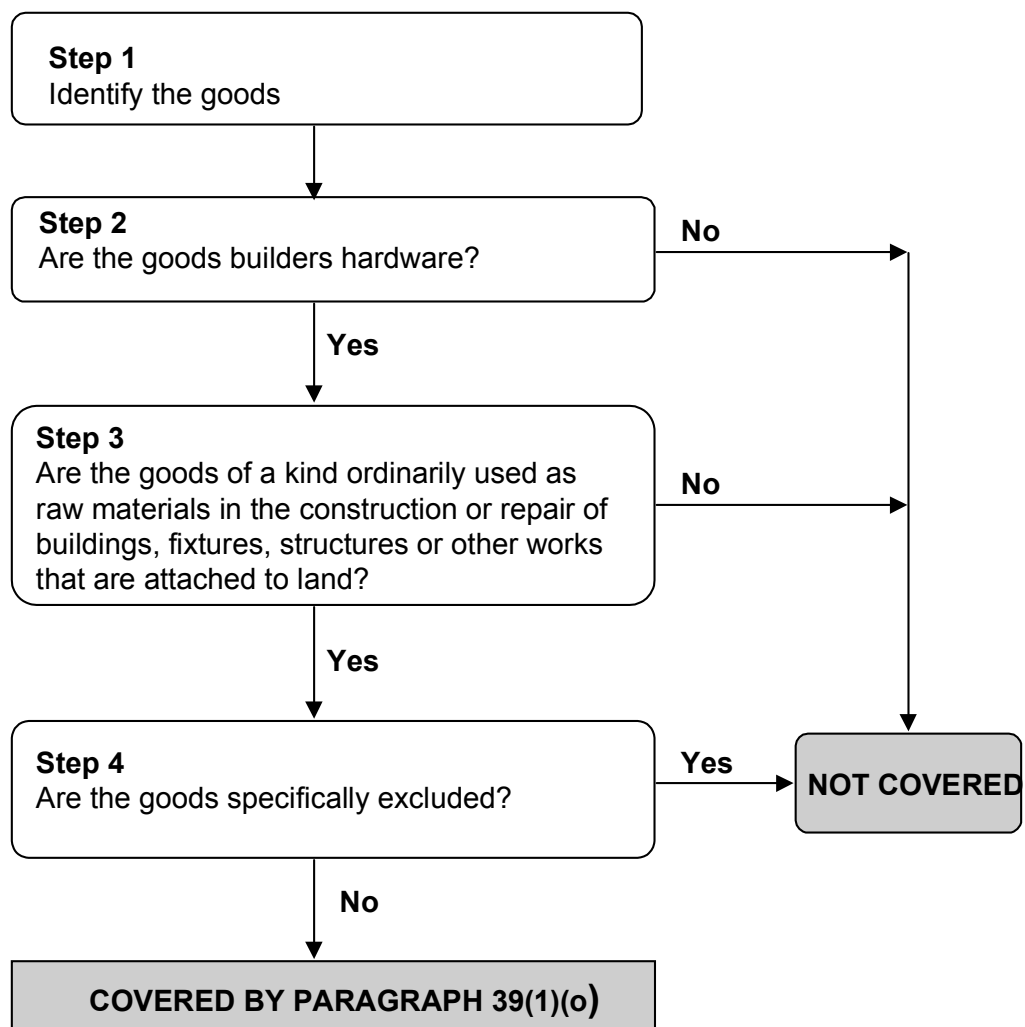 Step 1
Identify the goods
Step 2
Are the goods builders hardware?
No
Yes
Step 3
Are the goods of a kind ordinarily used as
raw materials in the construction or repair of
buildings, fixtures, structures or other works
that are attached to land?
No
Yes
Step 4
Are the goods specifically excluded?
Yes
NOT COVERED
No
COVERED BY PARAGRAPH 39(1)(o)